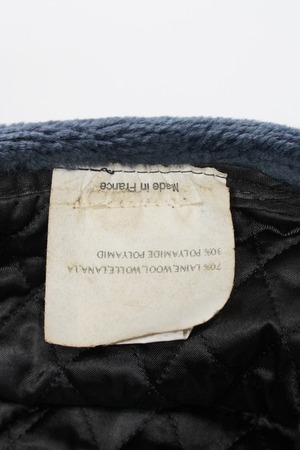 70% LAINE WOOL WOLLE LANA LA
30% POLYAMIDE POLYAMID
Made in France